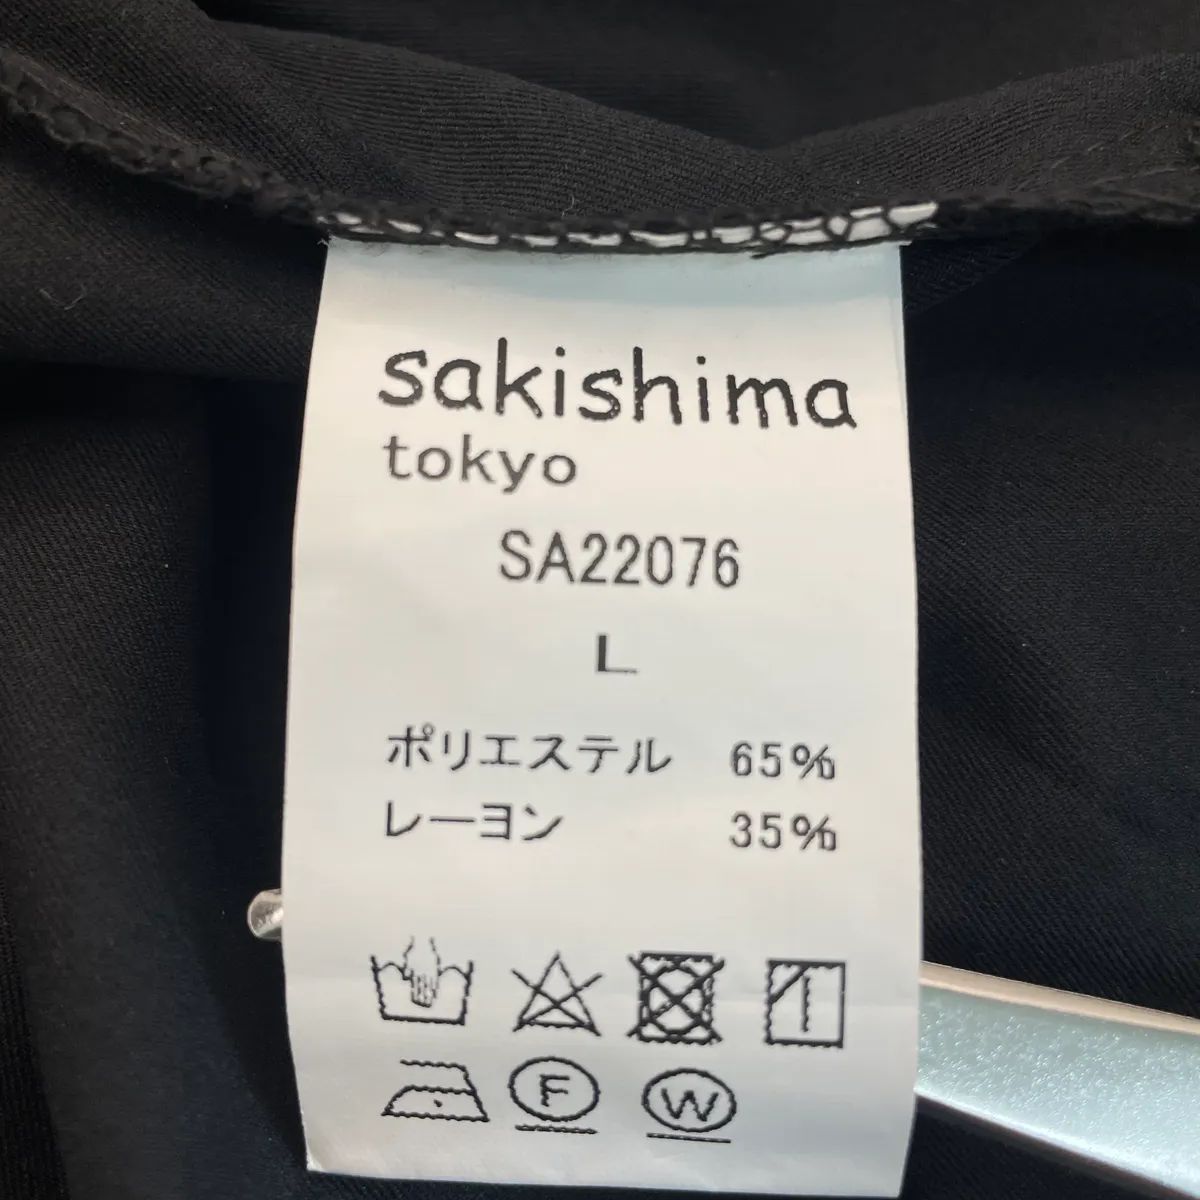 sakishima
tokyo
SA22076
L
ポリエステル 65%
レーヨン 35%
F W